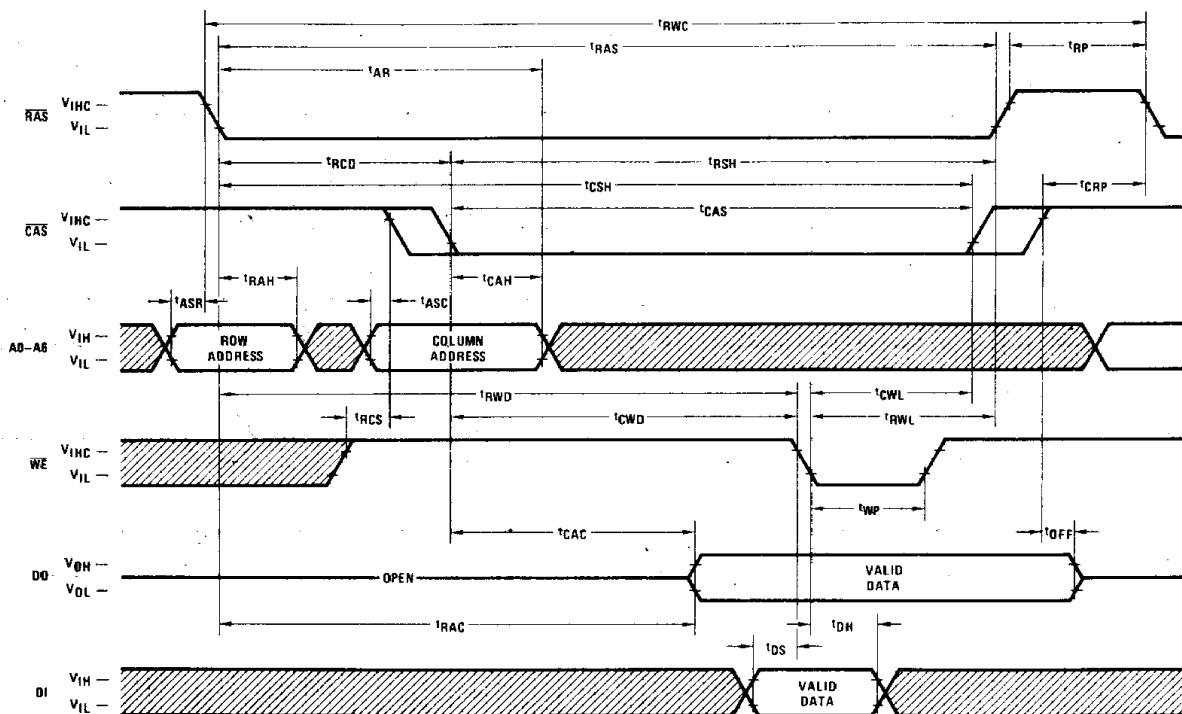 tRWC
tRAS
tRP
tAR
RAS
VIHC
VIL
tRCD
tRSH
tCSH
tCRP
tCAS
CAS
VIHC
VIL
tRAH
tCAH
tASR
tASC
A0-A6
VIH
VIL
ROW
ADDRESS
COLUMN
ADDRESS
tRWD
tCWL
tRCS
tCWD
tRWL
WE
VIHC
VIL
tWP
tCAC
tOFF
DO
VOH
VOL
OPEN
VALID
DATA
tRAC
tDH
tDS
DI
VIH
VIL
VALID
DATA